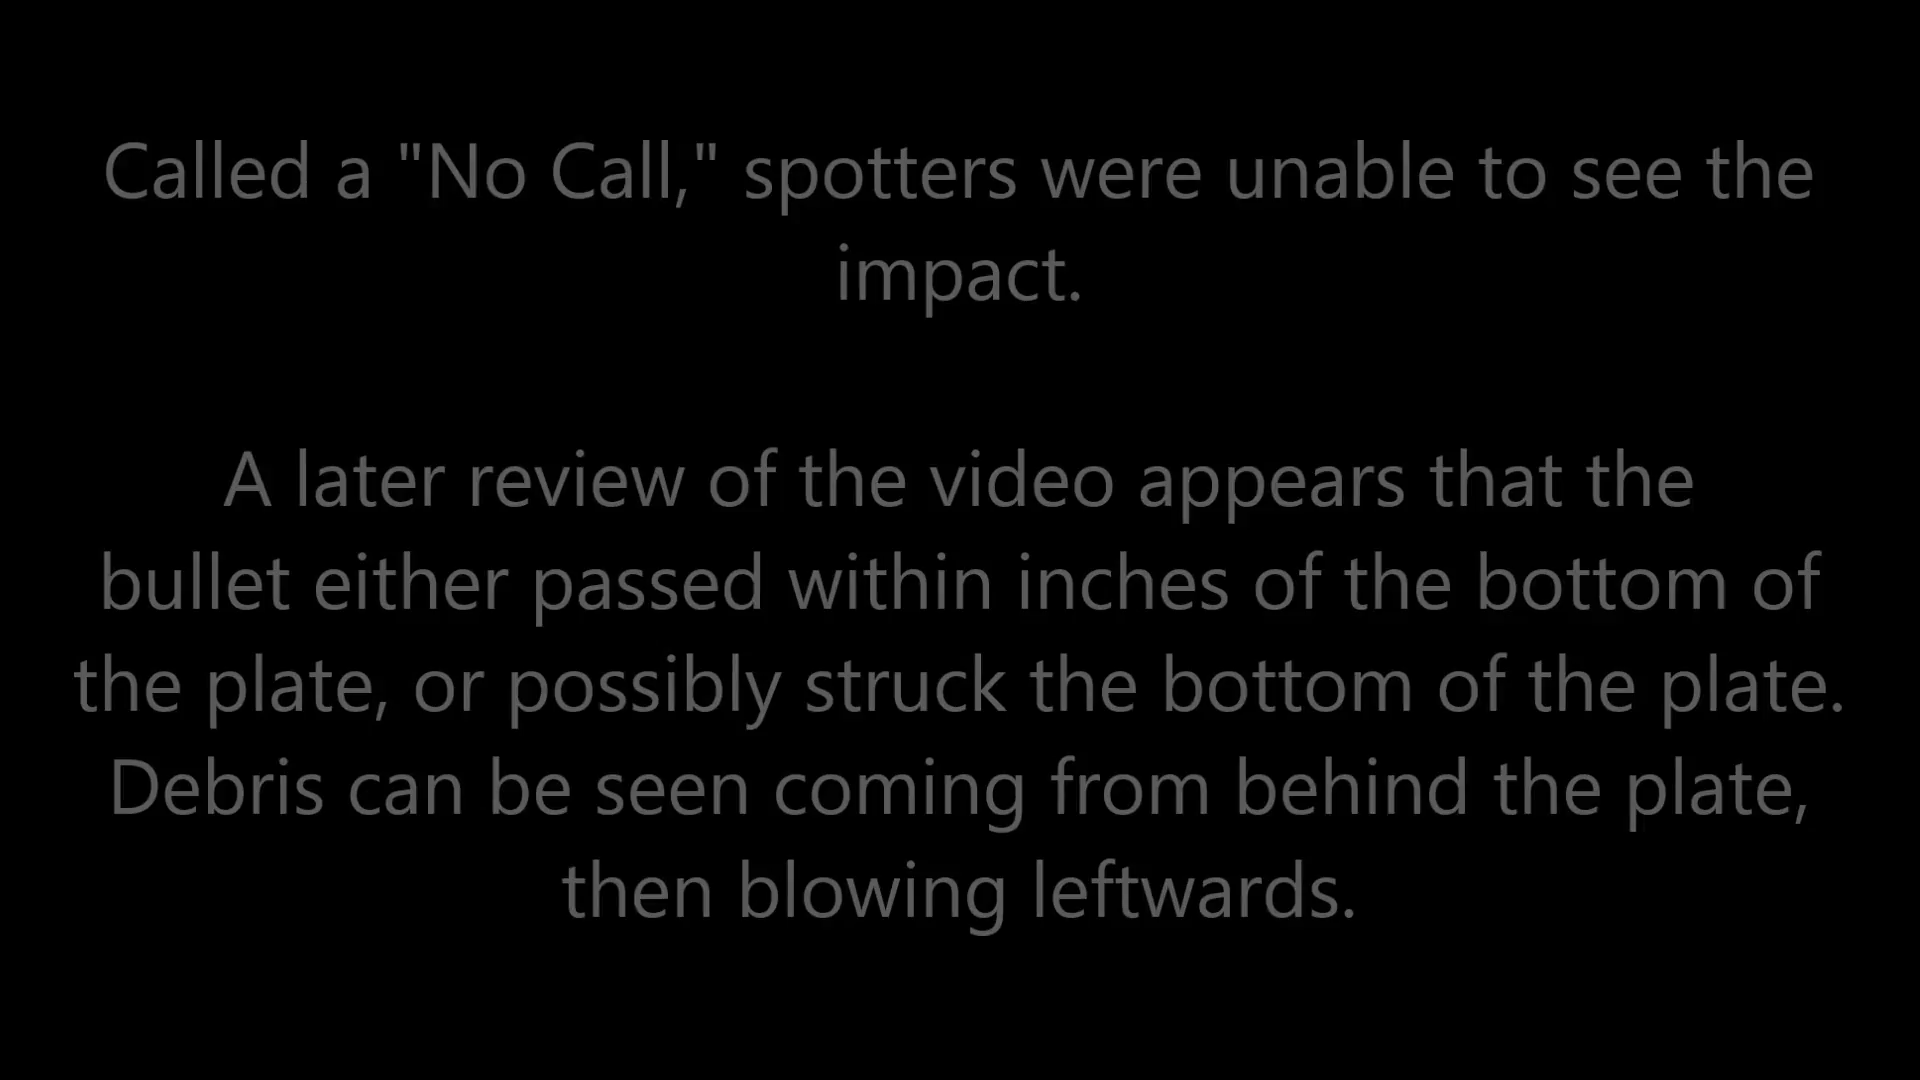 Called a "No Call," spotters were unable to see the
impact.
A later review of the video appears that the
bullet either passed within inches of the bottom of
the plate, or possibly struck the bottom of the plate.
Debris can be seen coming from behind the plate,
then blowing leftwards.